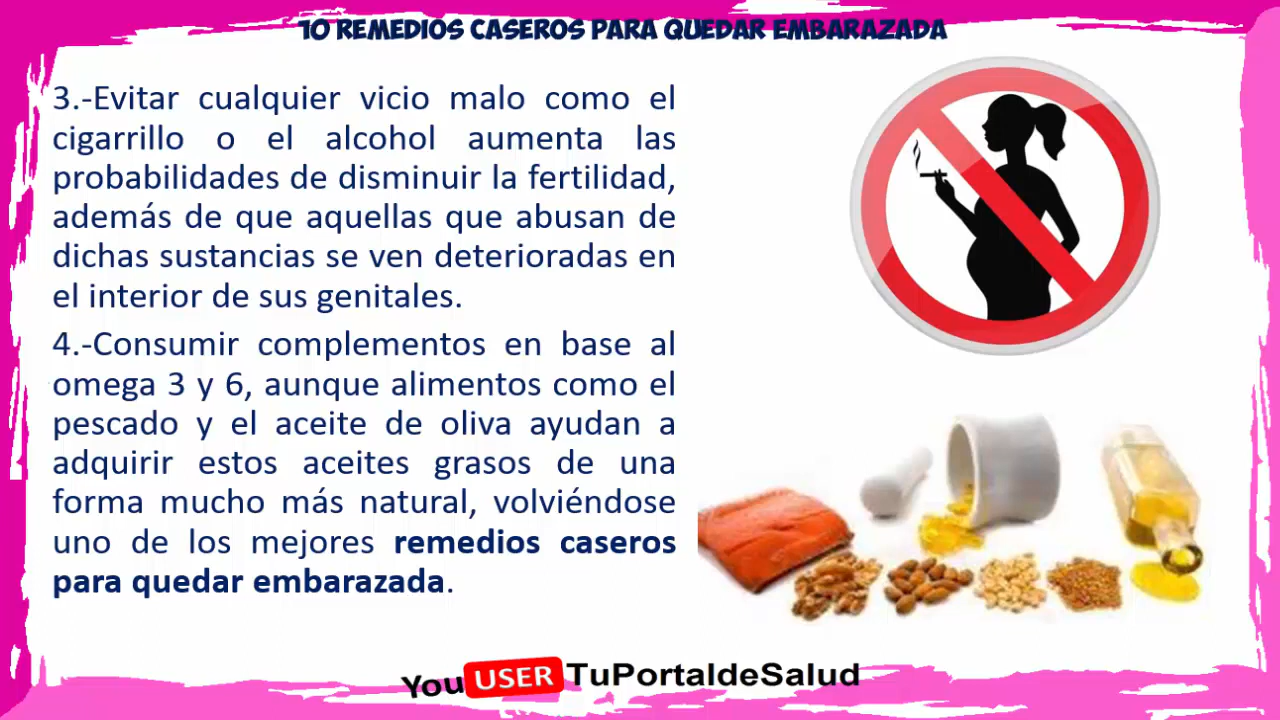 10 REMEDIOS CASEROS PARA QUEDAR EMBARAZADA
3.-Evitar cualquier vicio malo como el
cigarrillo o el alcohol aumenta las
probabilidades de disminuir la fertilidad,
además de que aquellas que abusan de
dichas sustancias se ven deterioradas en
el interior de sus genitales.
4.-Consumir complementos en base al
omega 3 y 6, aunque alimentos como el
pescado y el aceite de oliva ayudan a
adquirir estos aceites grasos de una
forma mucho más natural, volviéndose
uno de los mejores remedios caseros
para quedar embarazada.
You USER TuPortaldeSalud